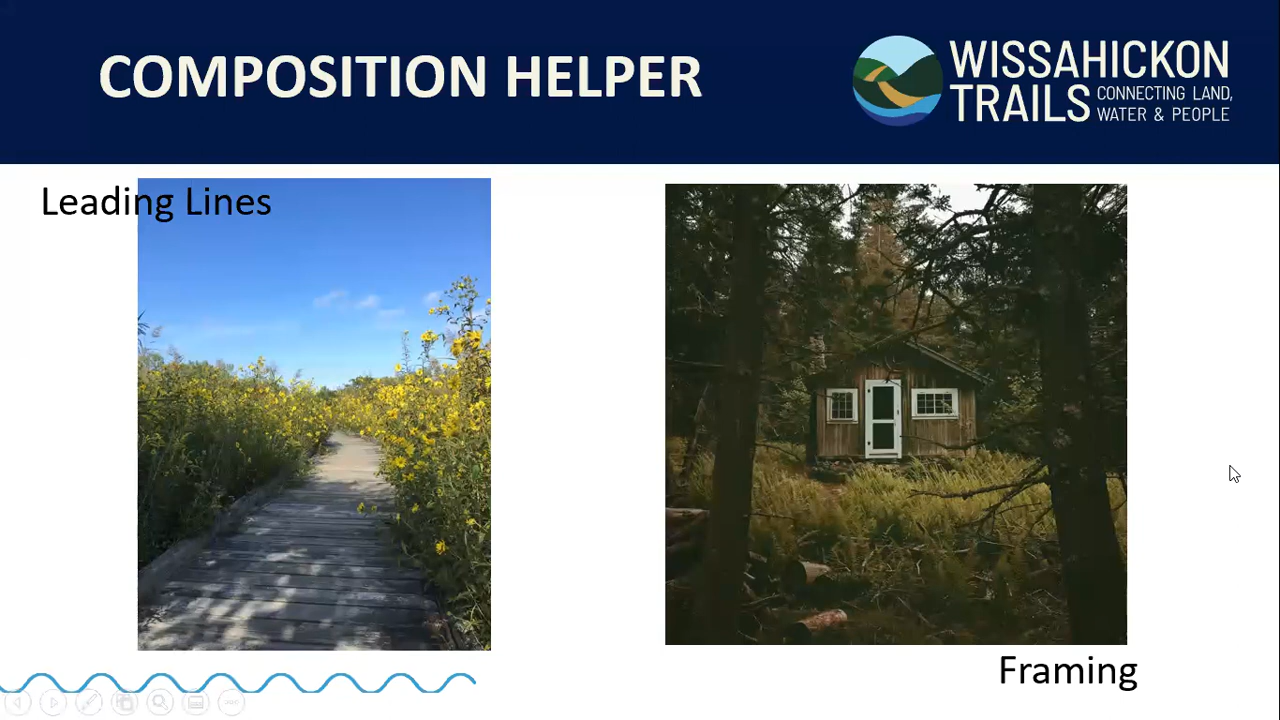 COMPOSITION HELPER
WISSAHICKON
TRAILS CONNECTING LAND,
WATER & PEOPLE
Leading Lines
Framing